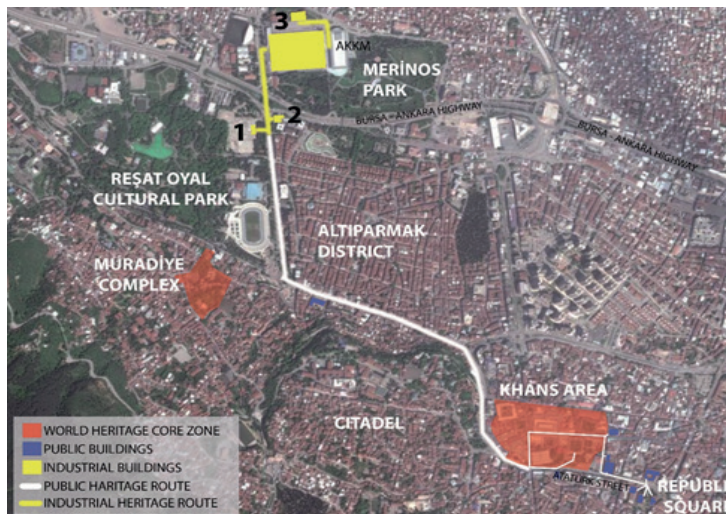 3
AKKM
MERİNOS
PARK
BURSA - ANKARA HIGHWAY
BURSA - ANKARA HIGHWAY
1
2
REŞAT OYAL
CULTURAL PARK
ALTIPARMAK
DISTRICT
MURADİYE
COMPLEX
KHANS AREA
CITADEL
ATATÜRK STREET
REPUBL
SQUAR
WORLD HERITAGE CORE ZONE
PUBLIC BUILDINGS
INDUSTRIAL BUILDINGS
PUBLIC HARITAGE ROUTE
INDUSTRIAL HERITAGE ROUTE